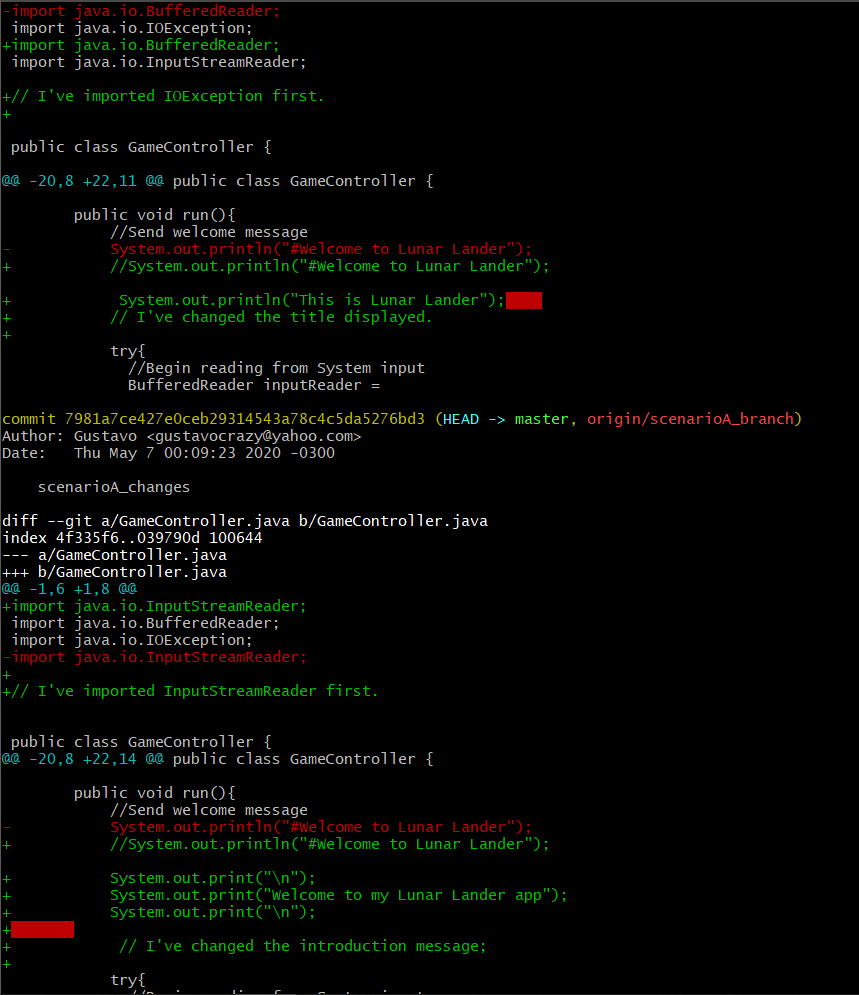 -import java.io.BufferedReader;
 import java.io.IOException;
+import java.io.BufferedReader;
 import java.io.InputStreamReader;

+// I've imported IOException first.
+

 public class GameController {

@@ -20,8 +22,11 @@ public class GameController {

        public void run(){
            //Send welcome message
-           System.out.println("#Welcome to Lunar Lander");
+           //System.out.println("#Welcome to Lunar Lander");

+            System.out.println("This is Lunar Lander");
+           // I've changed the title displayed.
+
            try{
              //Begin reading from System input
              BufferedReader inputReader =

commit 7981a7ce427e0ceb29314543a78c4c5da5276bd3 (HEAD -> master, origin/scenarioA_branch)
Author: Gustavo <gustavocrazy@yahoo.com>
Date:   Thu May 7 00:09:23 2020 -0300

    scenarioA_changes

diff --git a/GameController.java b/GameController.java
index 4f335f6..039790d 100644
--- a/GameController.java
+++ b/GameController.java
@@ -1,6 +1,8 @@
+import java.io.InputStreamReader;
 import java.io.BufferedReader;
 import java.io.IOException;
-import java.io.InputStreamReader;
+
+// I've imported InputStreamReader first.


 public class GameController {
@@ -20,8 +22,14 @@ public class GameController {

        public void run(){
            //Send welcome message
-           System.out.println("#Welcome to Lunar Lander");
+           //System.out.println("#Welcome to Lunar Lander");

+           System.out.print("\n");
+           System.out.print("Welcome to my Lunar Lander app");
+           System.out.print("\n");
+
+            // I've changed the introduction message;
+
            try{
              //Begin reading from System input